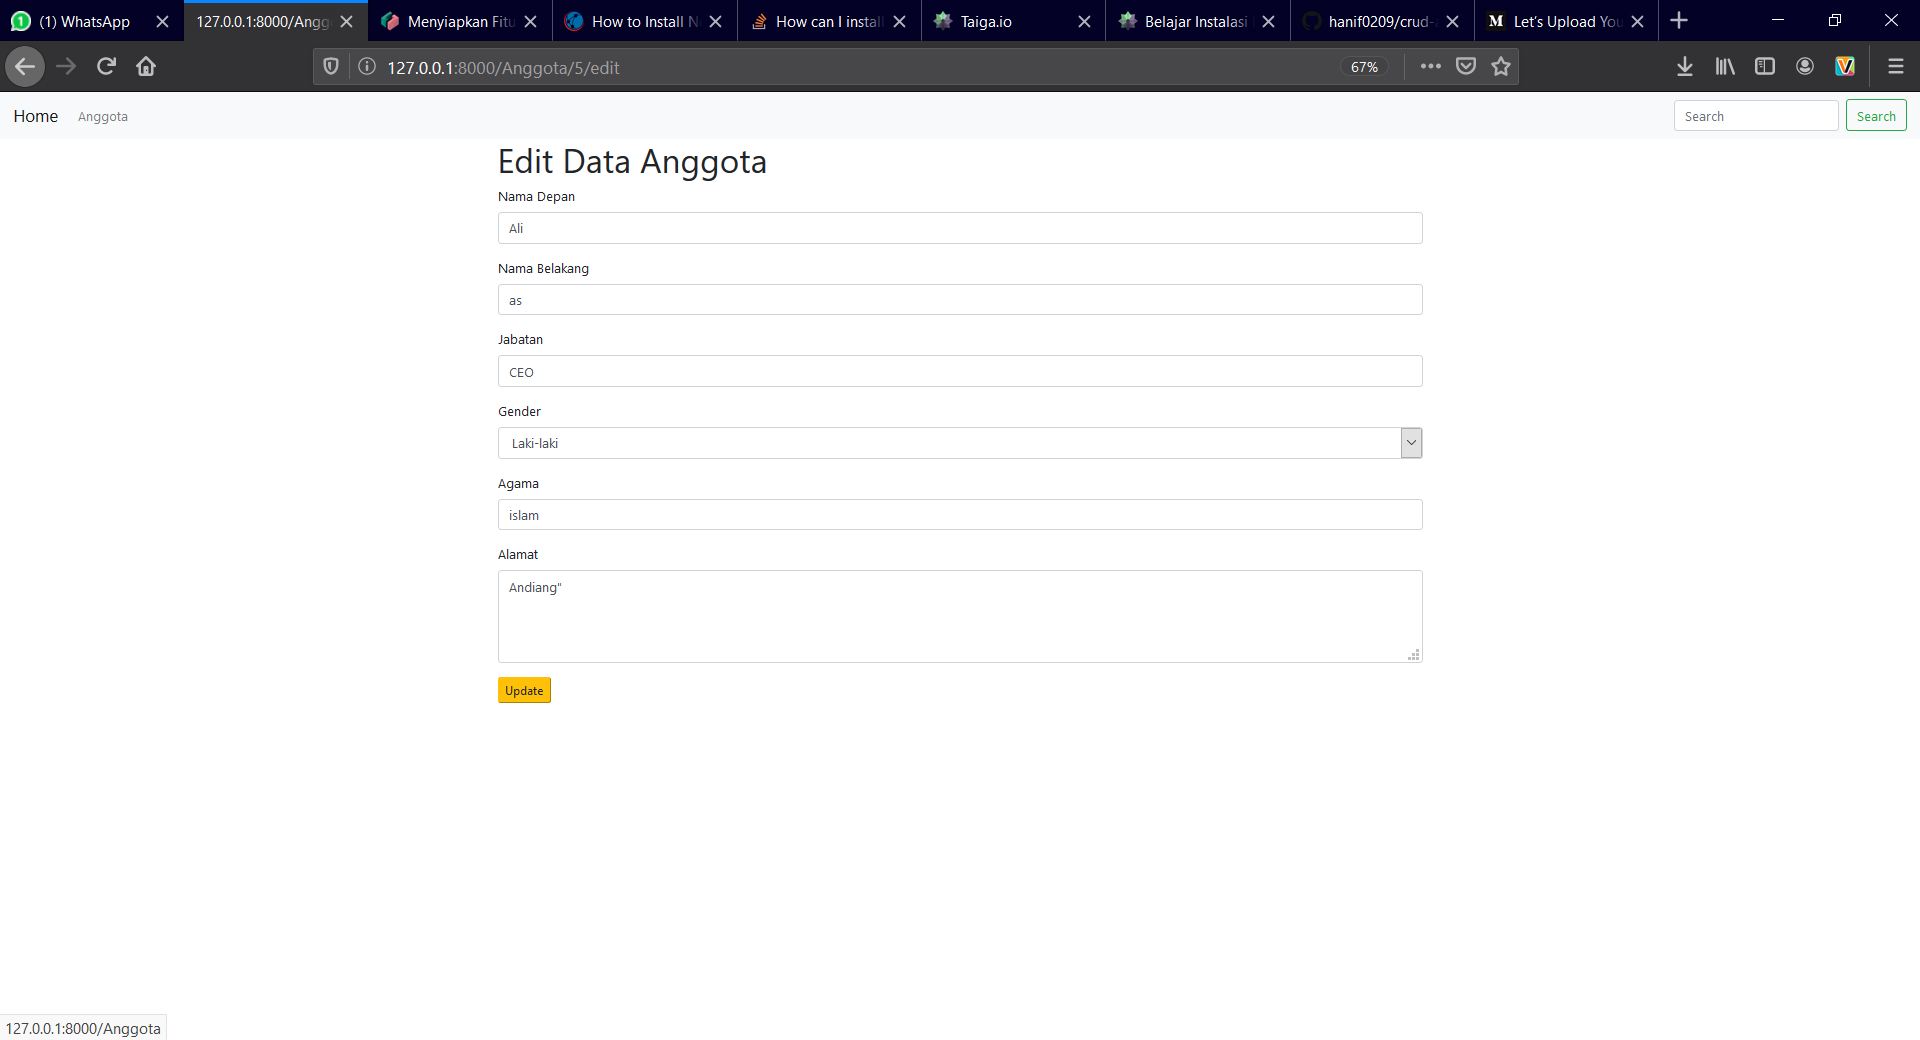 (1) WhatsApp
127.0.0.1:8000/Angg
Menyiapkan Fitu
How to Install N
How can I install
Taiga.io
Belajar Instalasi
hanif0209/crud-
Let's Upload You
127.0.0.1:8000/Anggota/5/edit
67%
Home
Anggota
Search
Search
Edit Data Anggota
Nama Depan
Ali
Nama Belakang
as
Jabatan
CEO
Gender
Laki-laki
Agama
islam
Alamat
Andiang"
Update
127.0.0.1:8000/Anggota